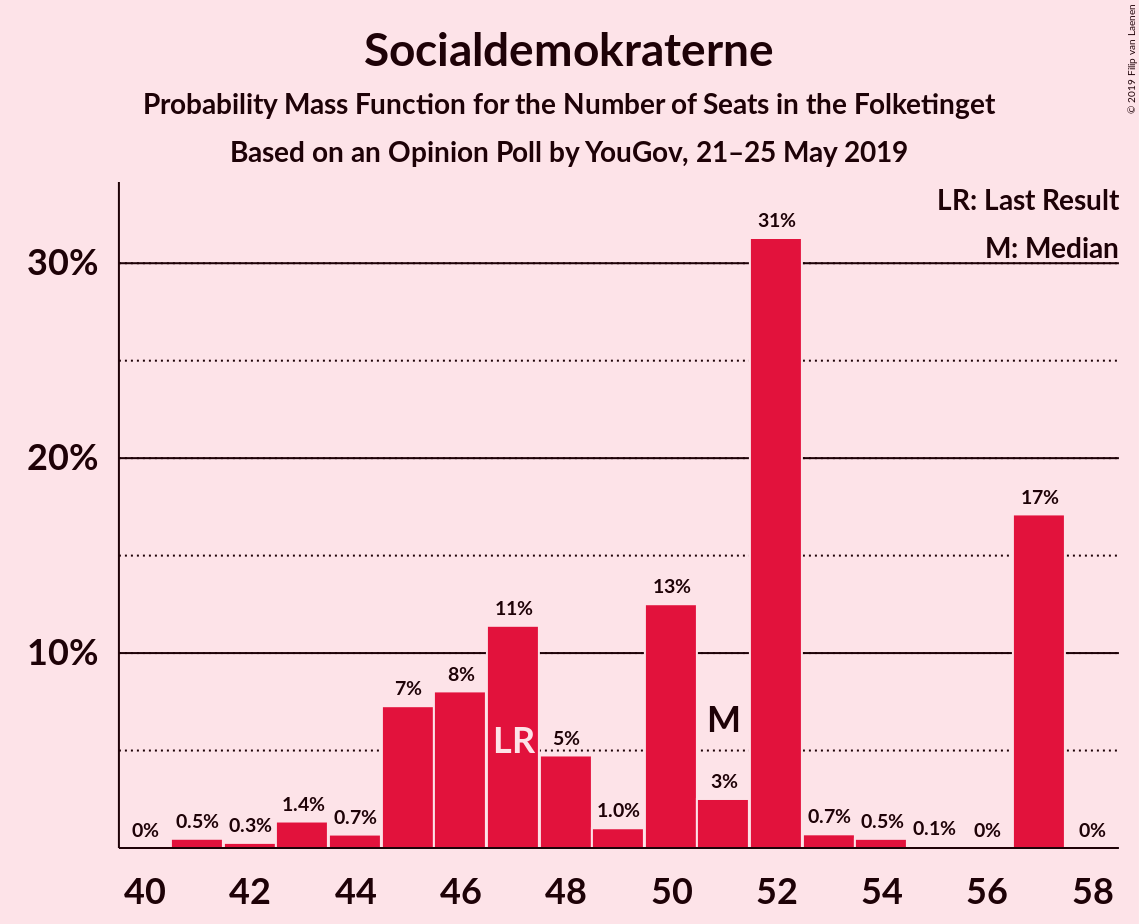 Socialdemokraterne
Probability Mass Function for the Number of Seats in the Folketinget
Based on an Opinion Poll by YouGov, 21–25 May 2019
© 2019 Filip van Laenen
LR: Last Result
M: Median
30%
20%
10%
0%
0.5%
0.3%
1.4%
0.7%
7%
8%
11%
5%
1.0%
13%
3%
31%
0.7%
0.5%
0.1%
0%
17%
0%
LR
M
40 42 44 46 48 50 52 54 56 58